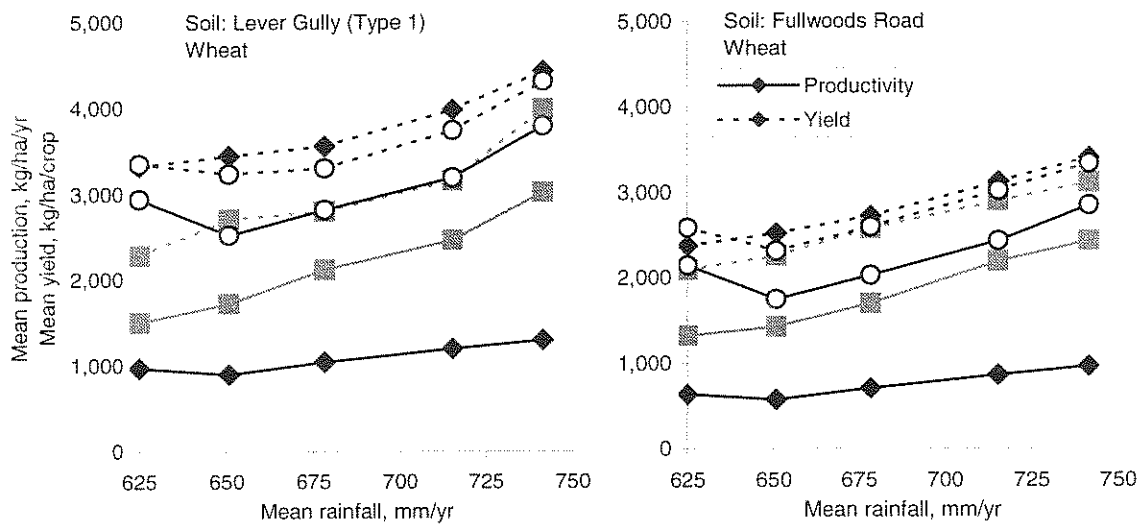 Mean production, kg/ha/yr
Mean yield, kg/ha/crop
Soil: Lever Gully (Type 1)
Wheat
5,000
4,000
3,000
2,000
1,000
0
625
650
675
700
725
750
Mean rainfall, mm/yr
Soil: Fullwoods Road
Wheat
Productivity
Yield
5,000
4,000
3,000
2,000
1,000
0
625
650
675
700
725
750
Mean rainfall, mm/yr